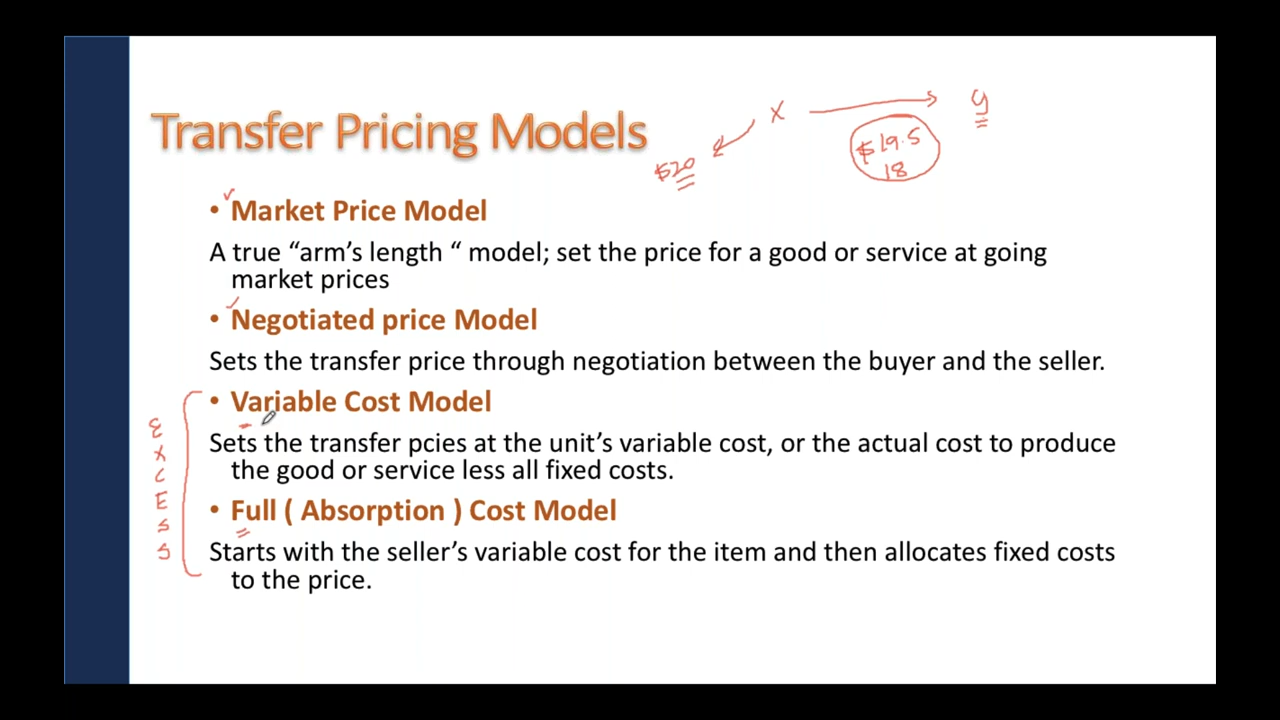 Transfer Pricing Models
X
y
$20
$19.5
18
• Market Price Model
A true “arm’s length “ model; set the price for a good or service at going
market prices
• Negotiated price Model
Sets the transfer price through negotiation between the buyer and the seller.
• Variable Cost Model
Sets the transfer pcies at the unit’s variable cost, or the actual cost to produce
the good or service less all fixed costs.
• Full ( Absorption ) Cost Model
Starts with the seller’s variable cost for the item and then allocates fixed costs
to the price.
E
X
C
E
S
S